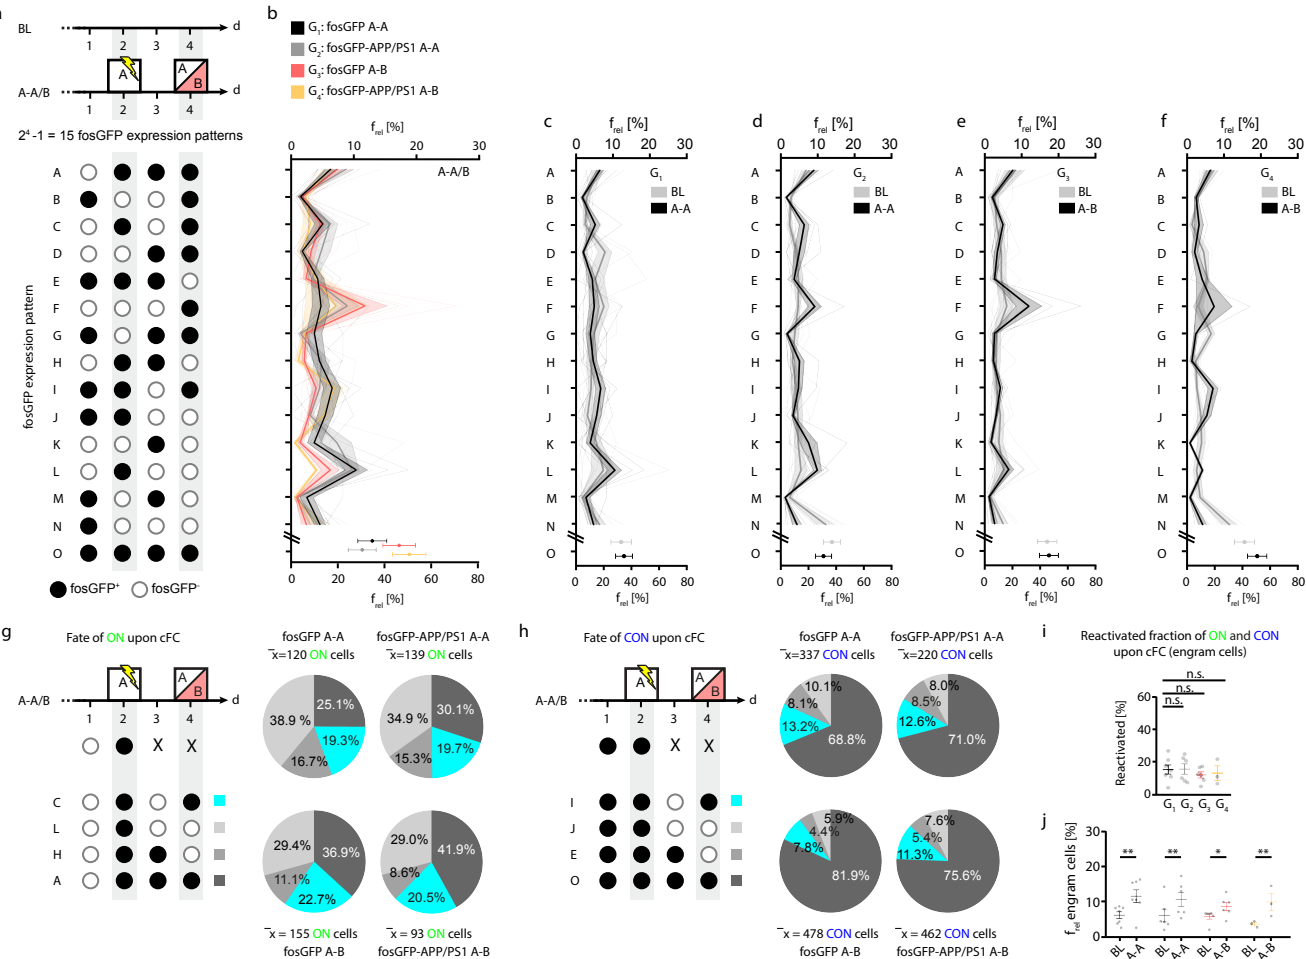 a
BL
d
1 2 3 4
A
A
B
A-A/B
d
1 2 3 4
2⁴ -1 = 15 fosGFP expression patterns
fosGFP expression pattern
A
B
C
D
E
F
G
H
I
J
K
L
M
N
O
fosGFP⁺ fosGFP⁻
b
G₁: fosGFP A-A
G₂: fosGFP-APP/PS1 A-A
G₃: fosGFP A-B
G₄: fosGFP-APP/PS1 A-B
f_rel [%]
0 10 20 30
A-A/B
0 20 40 60 80
f_rel [%]
c
f_rel [%]
0 10 20 30
G₁
BL
A-A
A
B
C
D
E
F
G
H
I
J
K
L
M
N
O
0 20 40 60 80
f_rel [%]
d
f_rel [%]
0 10 20 30
G₂
BL
A-A
A
B
C
D
E
F
G
H
I
J
K
L
M
N
O
0 20 40 60 80
f_rel [%]
e
f_rel [%]
0 10 20 30
G₃
BL
A-B
A
B
C
D
E
F
G
H
I
J
K
L
M
N
O
0 20 40 60 80
f_rel [%]
f
f_rel [%]
0 10 20 30
G₄
BL
A-B
A
B
C
D
E
F
G
H
I
J
K
L
M
N
O
0 20 40 60 80
f_rel [%]
g
Fate of ON upon cFC
A
A
B
A-A/B
d
1 2 3 4
X X
C
L
H
A
fosGFP A-A
¯x=120 ON cells
25.1%
19.3%
16.7%
38.9 %
fosGFP-APP/PS1 A-A
¯x=139 ON cells
30.1%
19.7%
15.3%
34.9 %
36.9%
22.7%
11.1%
29.4%
¯x = 155 ON cells
fosGFP A-B
41.9%
20.5%
8.6%
29.0%
¯x = 93 ON cells
fosGFP-APP/PS1 A-B
h
Fate of CON upon cFC
A
A
B
A-A/B
d
1 2 3 4
X X
I
J
E
O
fosGFP A-A
¯x=337 CON cells
10.1%
8.1%
13.2%
68.8%
fosGFP-APP/PS1 A-A
¯x=220 CON cells
8.0%
8.5%
12.6%
71.0%
5.9%
4.4%
7.8%
81.9%
¯x = 478 CON cells
fosGFP A-B
7.6%
5.4%
11.3%
75.6%
¯x = 462 CON cells
fosGFP-APP/PS1 A-B
i
Reactivated fraction of ON and CON
upon cFC (engram cells)
n.s.
n.s.
n.s.
Reactivated [%]
60
40
20
0
G₁ G₂ G₃ G₄
j
f_rel engram cells [%]
30
20
10
0
** ** * **
BL A-A BL A-A BL A-B BL A-B